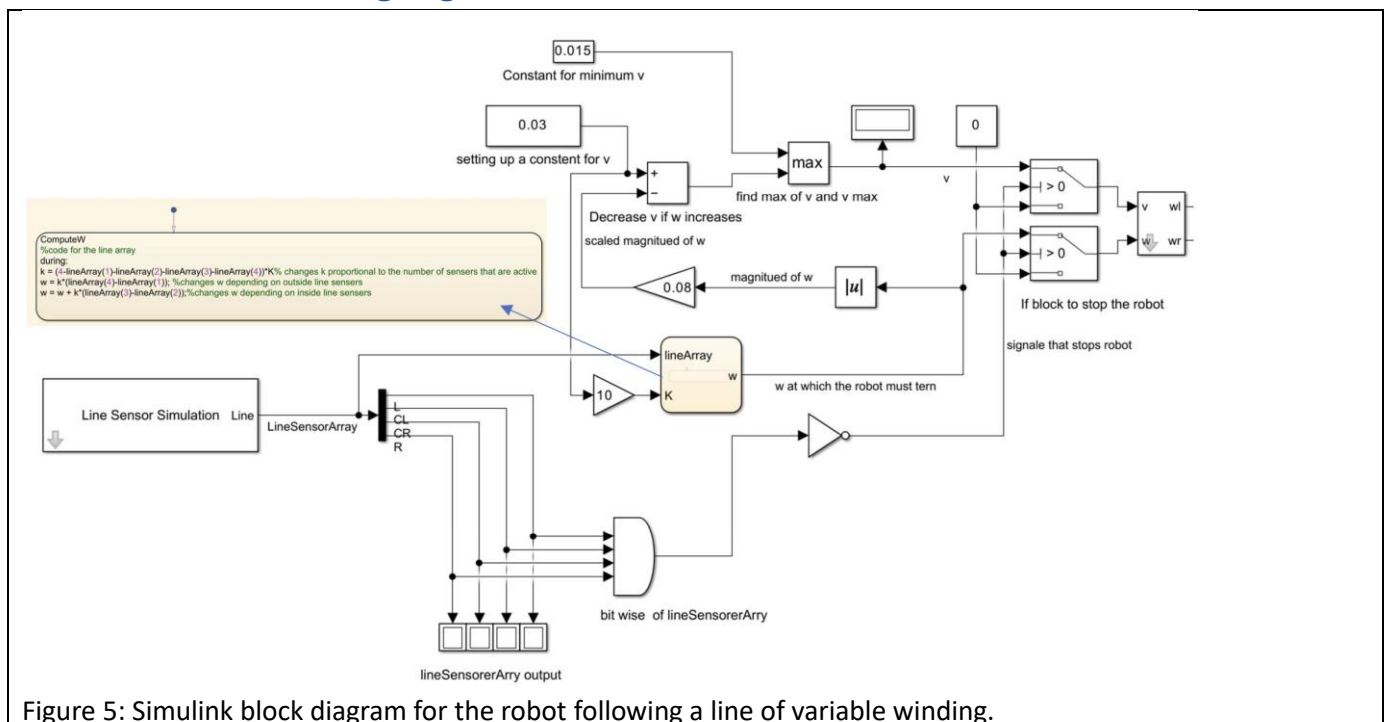 0.015
Constant for minimum v
0.03
setting up a constent for v
+
−
Decrease v if w increases
max
find max of v and v max
v
0
> 0
> 0
v wl
w wr
If block to stop the robot
scaled magnitued of w
0.08
magnitued of w
|u|
ComputeW
%code for the line array
during:
k = (4-lineArray(1)-lineArray(2)-lineArray(3)-lineArray(4))*K% changes k proportional to the number of sensers that are active
w = k*(lineArray(4)-lineArray(1)); %changes w depending on outside line sensers
w = w + k*(lineArray(3)-lineArray(2));%changes w depending on inside line sensers
lineArray
w
K
10
w at which the robot must tern
signale that stops robot
Line Sensor Simulation Line
LineSensorArray
L
CL
CR
R
bit wise of lineSensorerArry
lineSensorerArry output
Figure 5: Simulink block diagram for the robot following a line of variable winding.